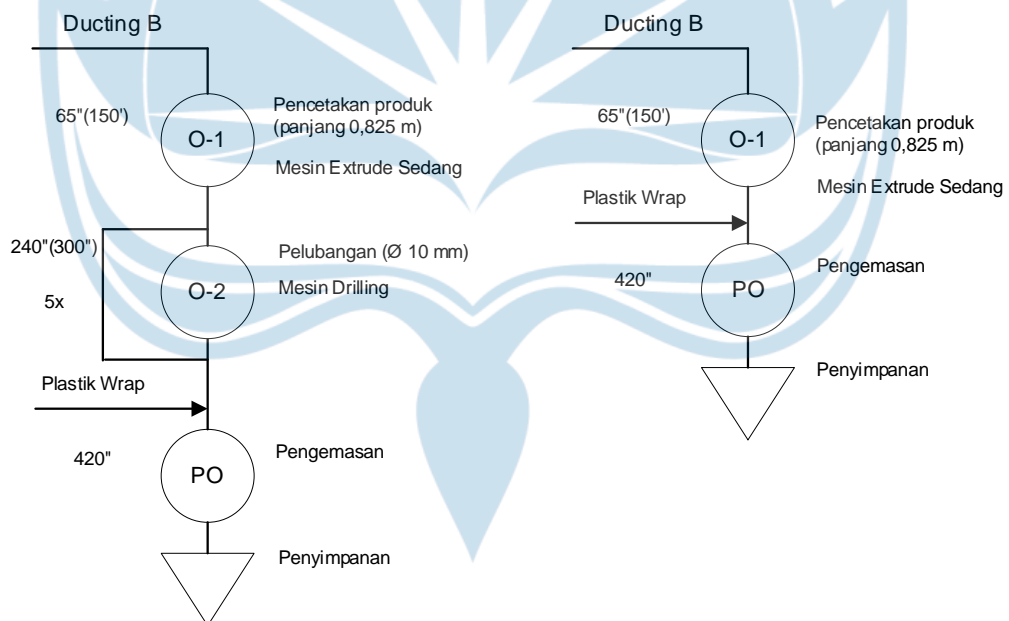 Ducting B
65"(150')
O-1
Pencetakan produk
(panjang 0,825 m)
Mesin Extrude Sedang
240"(300")
5x
O-2
Pelubangan (Ø 10 mm)
Mesin Drilling
Plastik Wrap
420"
PO
Pengemasan
Penyimpanan
Ducting B
65"(150')
O-1
Pencetakan produk
(panjang 0,825 m)
Mesin Extrude Sedang
Plastik Wrap
420"
PO
Pengemasan
Penyimpanan